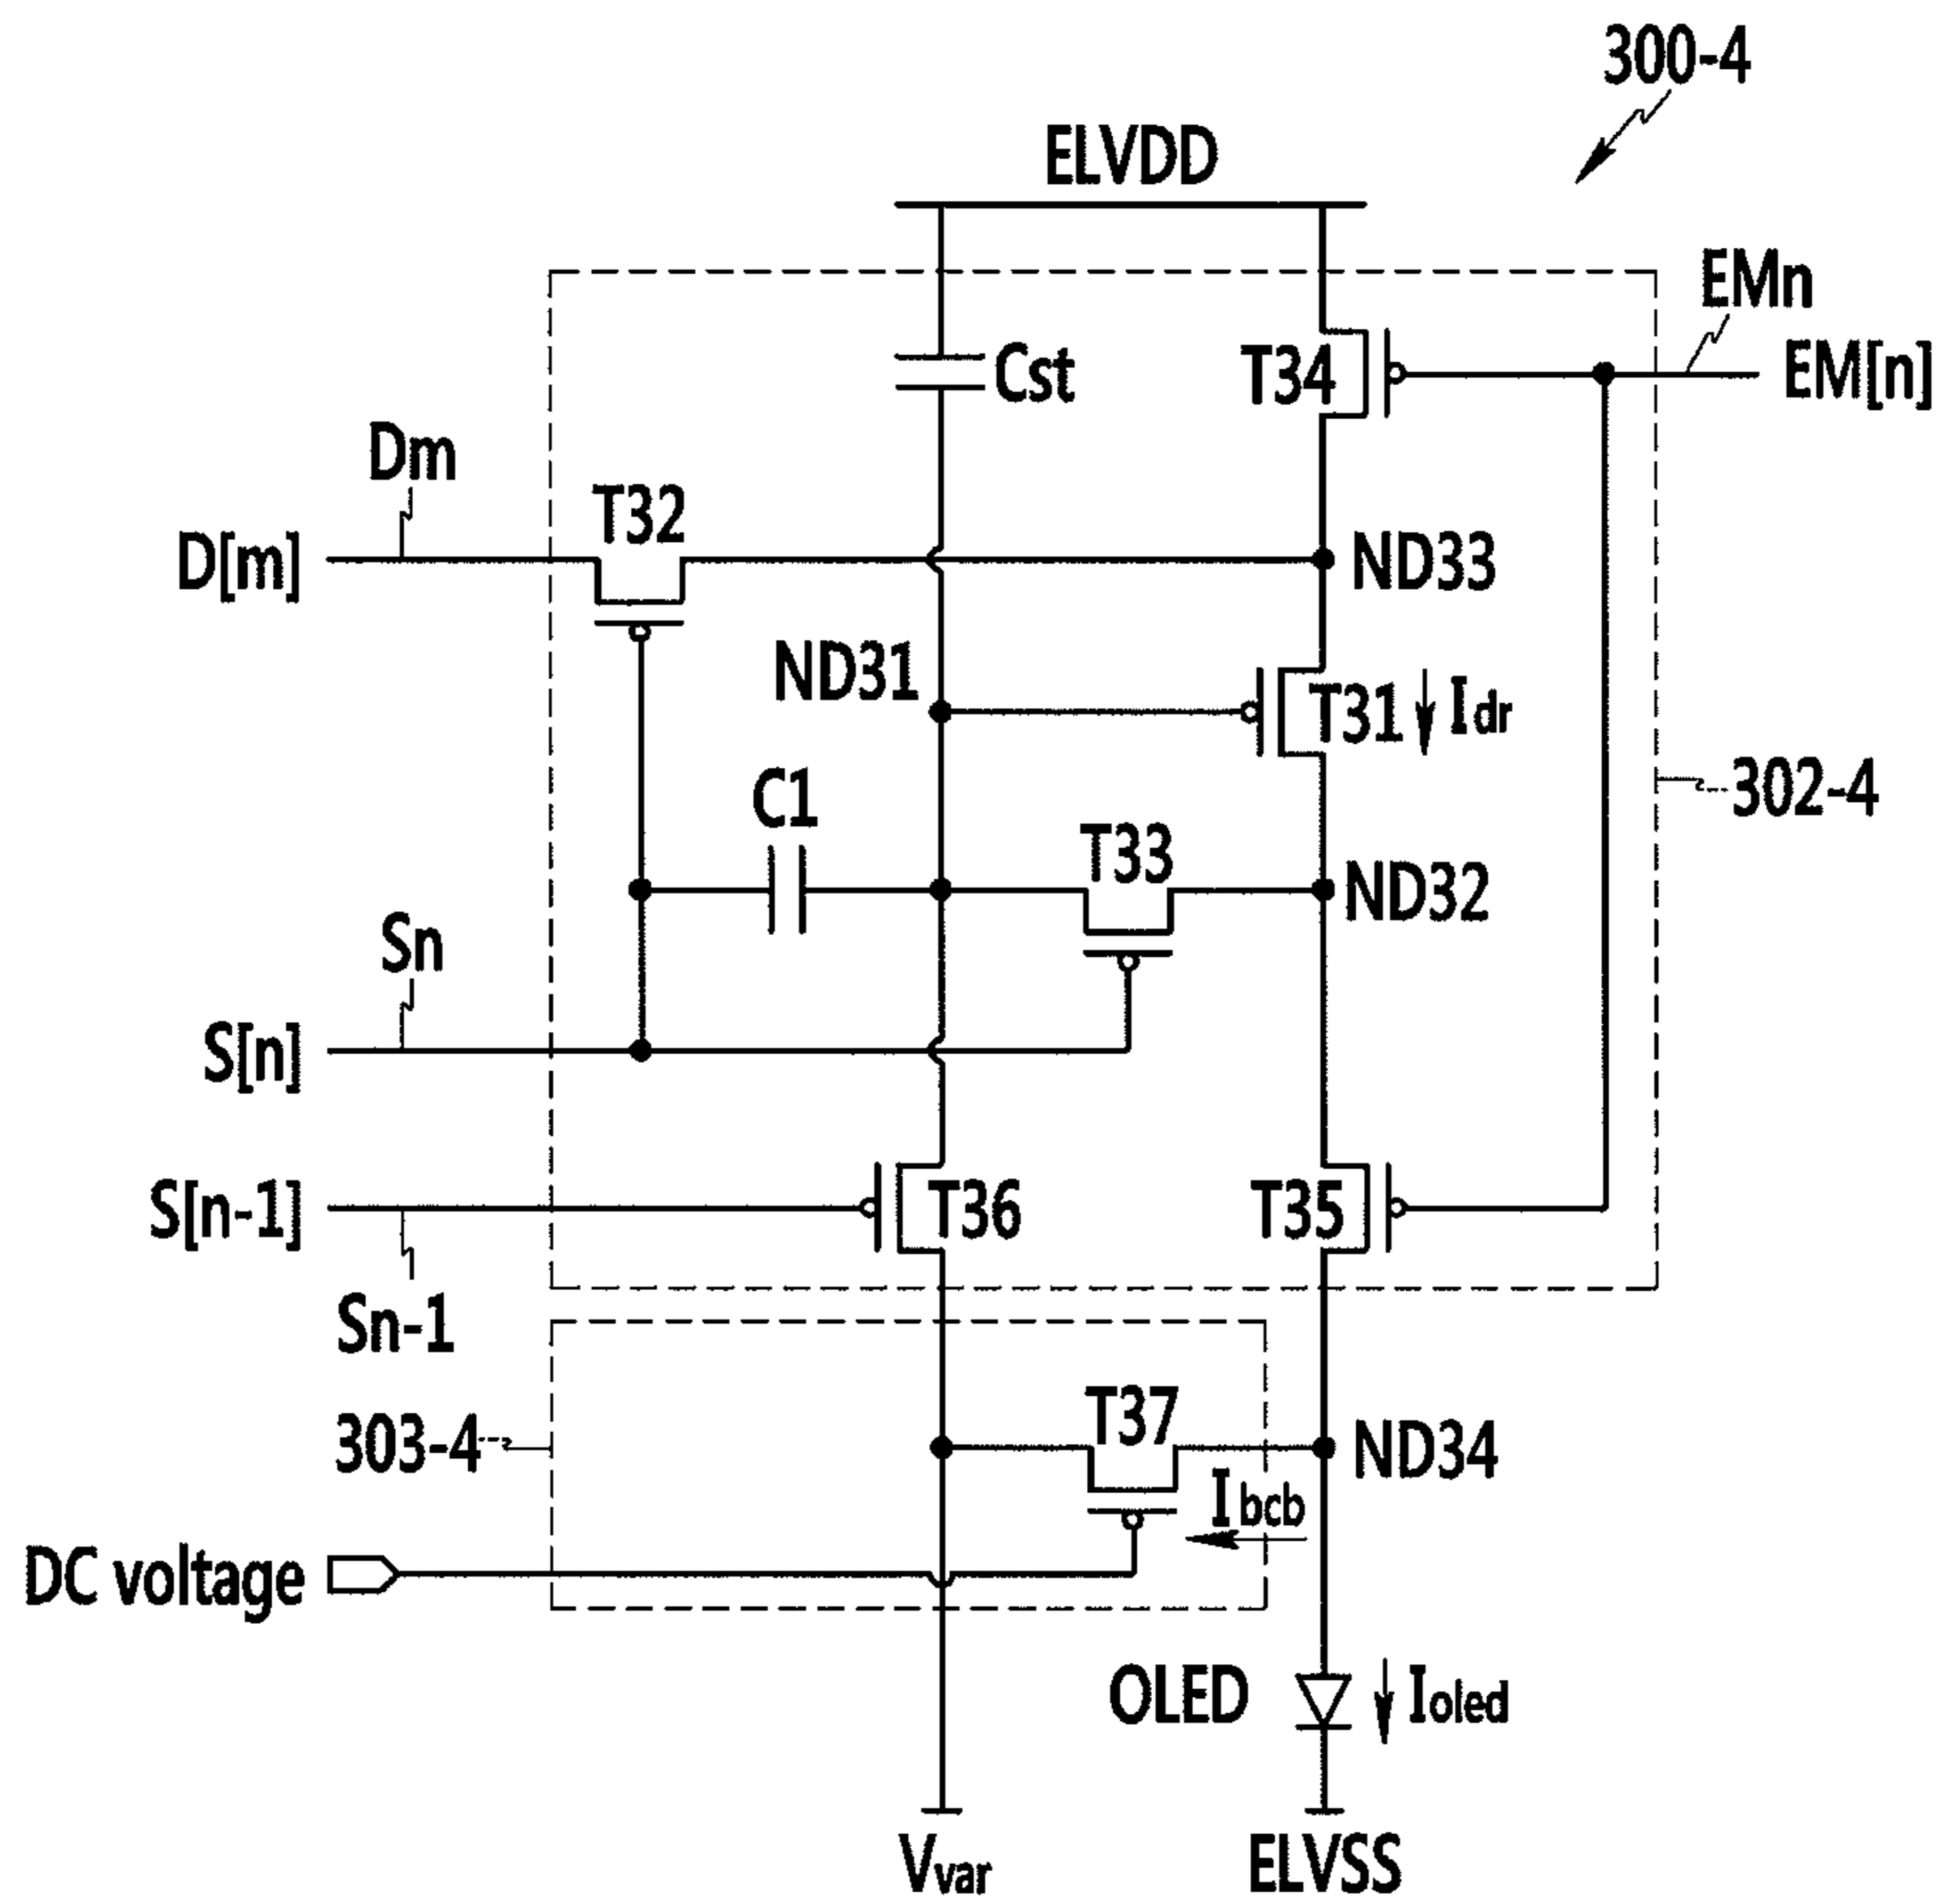 300-4
ELVDD
EMn
EM[n]
Cst
T34
Dm
T32
D[m]
ND33
ND31
T31
Idr
302-4
C1
T33
ND32
Sn
S[n]
S[n-1]
T36
T35
Sn-1
303-4
T37
ND34
Ibcb
DC voltage
OLED
Ioled
Vvar
ELVSS